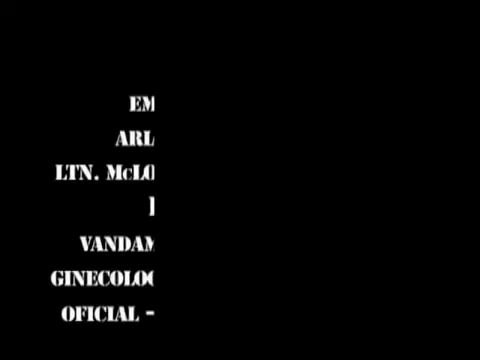 EM
ARL
LTN. McLO
VANDAM
GINECOLOG
OFICIAL -